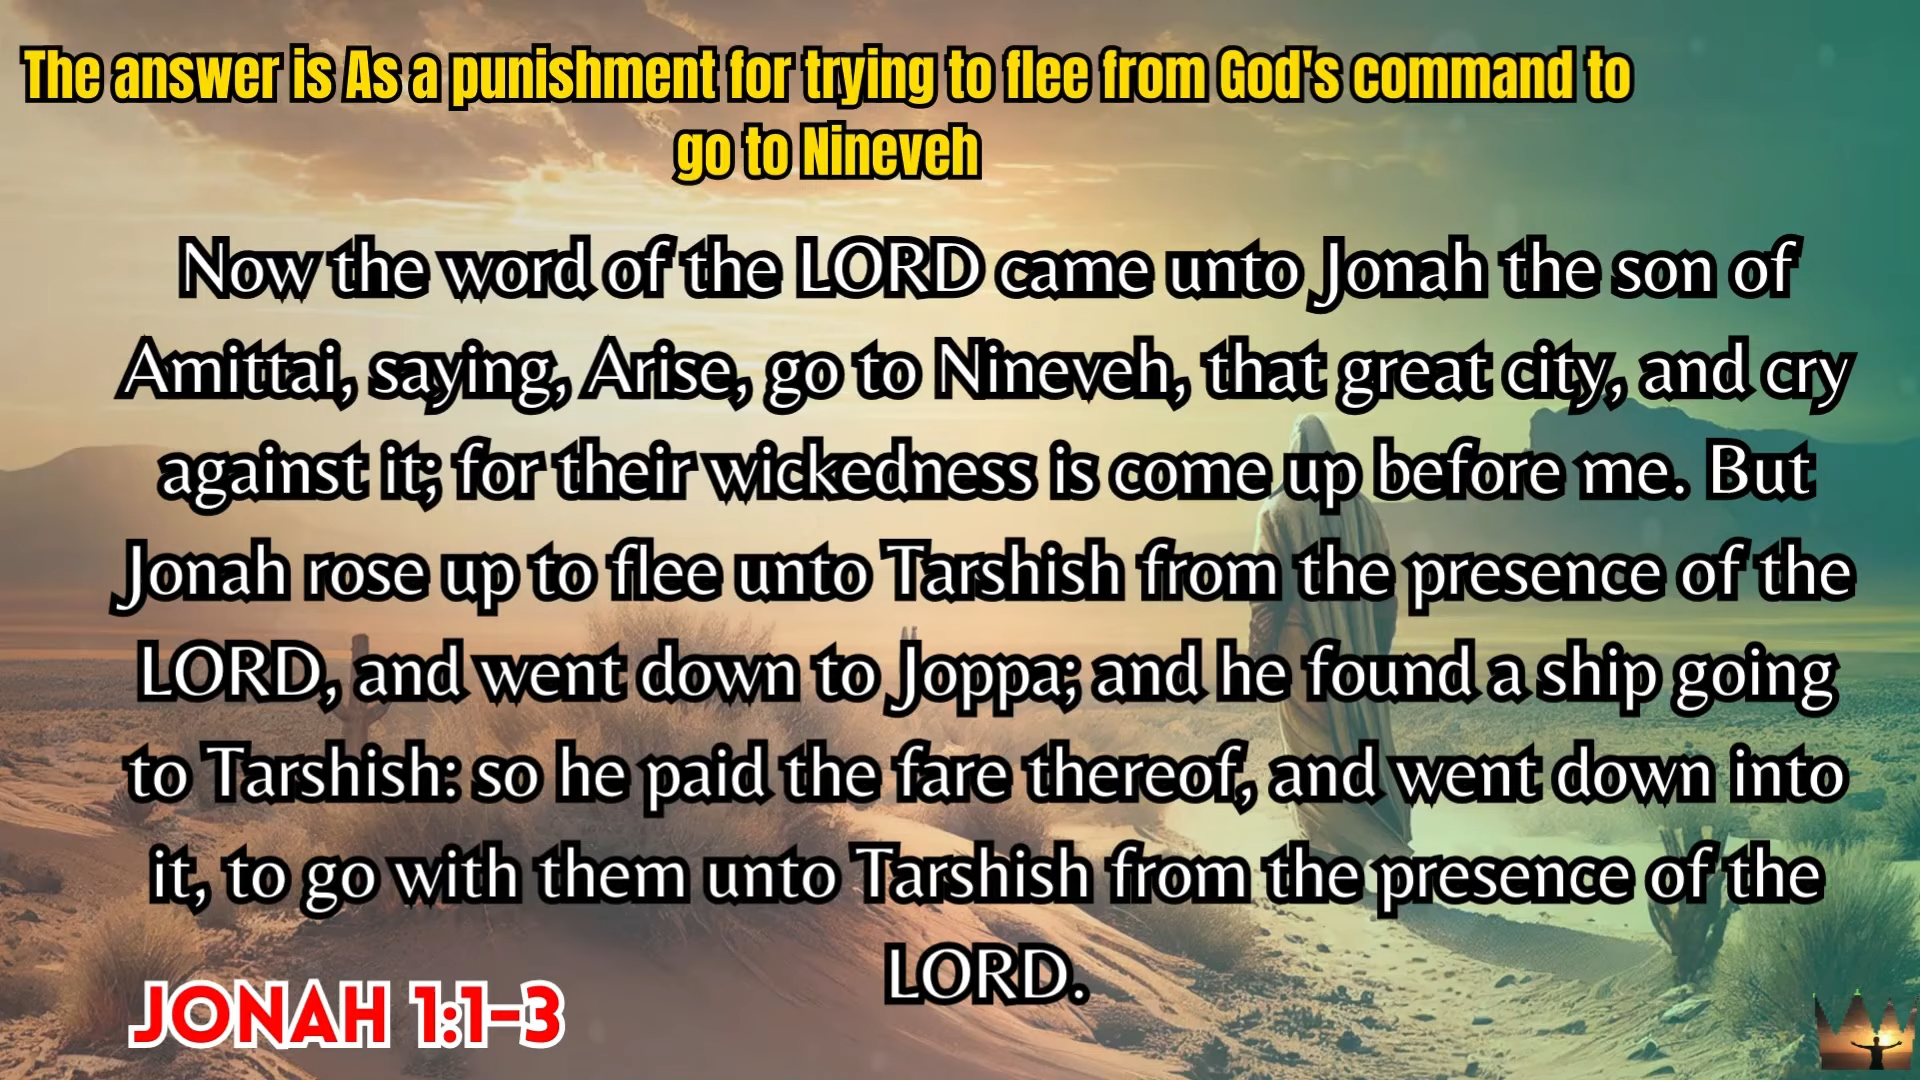 The answer is As a punishment for trying to flee from God's command to
go to Nineveh
Now the word of the LORD came unto Jonah the son of
Amittai, saying, Arise, go to Nineveh, that great city, and cry
against it; for their wickedness is come up before me. But
Jonah rose up to flee unto Tarshish from the presence of the
LORD, and went down to Joppa; and he found a ship going
to Tarshish: so he paid the fare thereof, and went down into
it, to go with them unto Tarshish from the presence of the
LORD.
JONAH 1:1-3